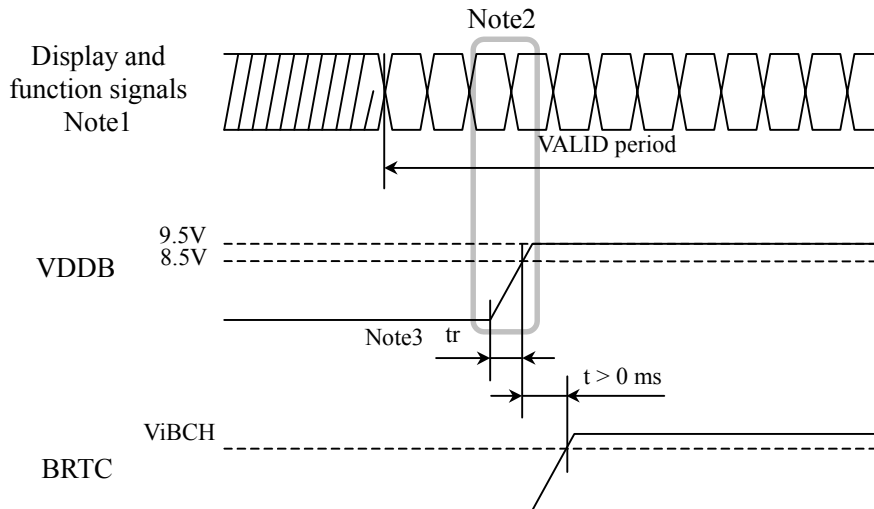 Note2
Display and
function signals
Note1
VALID period
9.5V
8.5V
VDDB
Note3 tr
t > 0 ms
ViBCH
BRTC